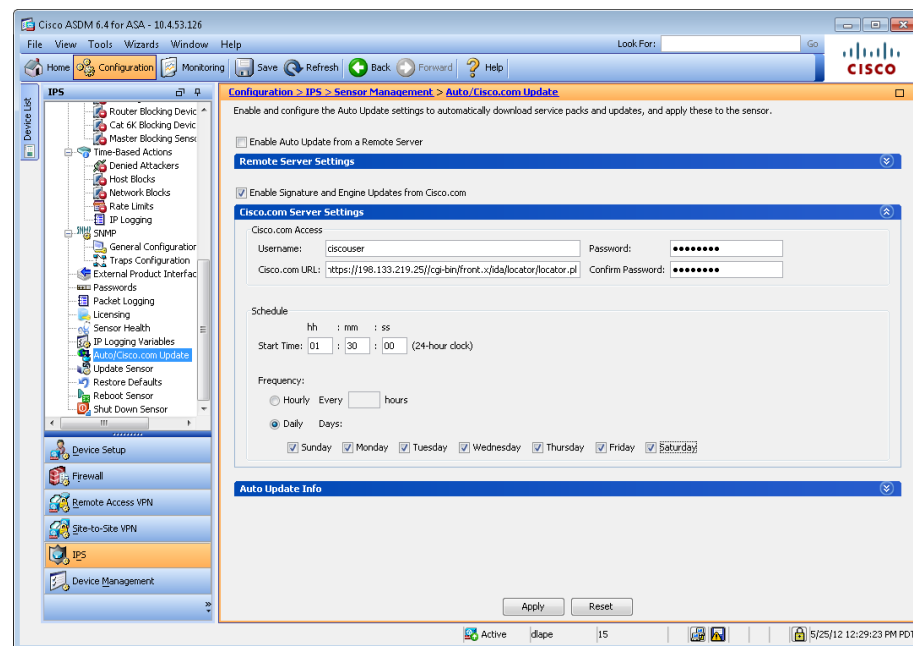 Cisco ASDM 6.4 for ASA - 10.4.53.126
File View Tools Wizards Window Help
Look For:
Go
Home Configuration Monitoring Save Refresh Back Forward Help
CISCO
Device List
IPS
Router Blocking Devic
Cat 6K Blocking Devic
Master Blocking Senso
Time-Based Actions
Denied Attackers
Host Blocks
Network Blocks
Rate Limits
IP Logging
SNMP
General Configuration
Traps Configuration
External Product Interfac
Passwords
Packet Logging
Licensing
Sensor Health
IP Logging Variables
Auto/Cisco.com Update
Update Sensor
Restore Defaults
Reboot Sensor
Shut Down Sensor
Device Setup
Firewall
Remote Access VPN
Site-to-Site VPN
IPS
Device Management
Configuration > IPS > Sensor Management > Auto/Cisco.com Update
Enable and configure the Auto Update settings to automatically download service packs and updates, and apply these to the sensor.
Enable Auto Update from a Remote Server
Remote Server Settings
Enable Signature and Engine Updates from Cisco.com
Cisco.com Server Settings
Cisco.com Access
Username: ciscouser Password: ●●●●●●●●
Cisco.com URL: https://198.133.219.25//cgi-bin/front.x/ida/locator/locator.pl Confirm Password: ●●●●●●●●
Schedule
hh : mm : ss
Start Time: 01 : 30 : 00 (24-hour clock)
Frequency:
Hourly Every hours
Daily Days:
Sunday Monday Tuesday Wednesday Thursday Friday Saturday
Auto Update Info
Apply Reset
Active dlape 15 5/25/12 12:29:23 PM PDT